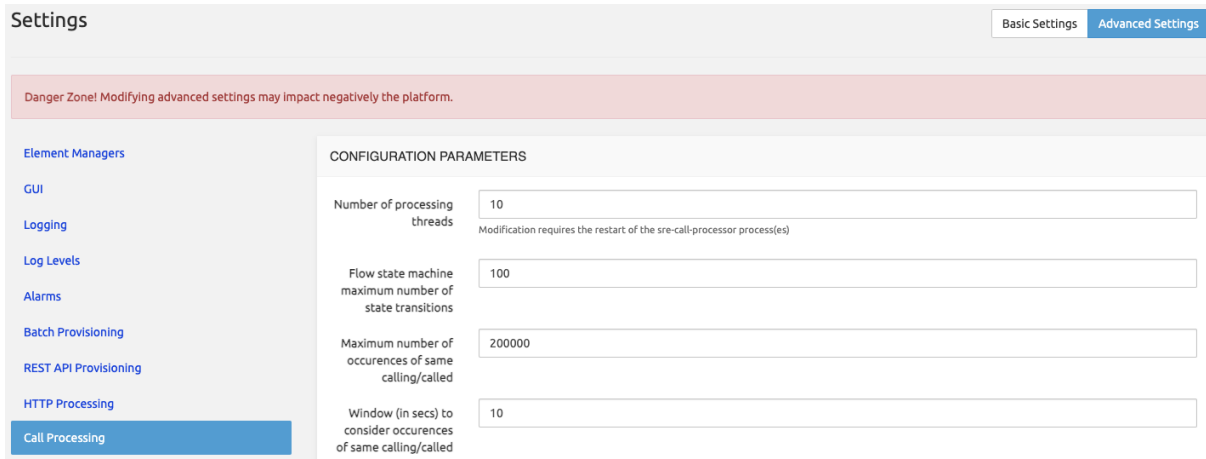 Settings
Basic Settings
Advanced Settings
Danger Zone! Modifying advanced settings may impact negatively the platform.
Element Managers
GUI
Logging
Log Levels
Alarms
Batch Provisioning
REST API Provisioning
HTTP Processing
Call Processing
CONFIGURATION PARAMETERS
Number of processing
threads
10
Modification requires the restart of the sre-call-processor process(es)
Flow state machine
maximum number of
state transitions
100
Maximum number of
occurences of same
calling/called
200000
Window (in secs) to
consider occurences
of same calling/called
10